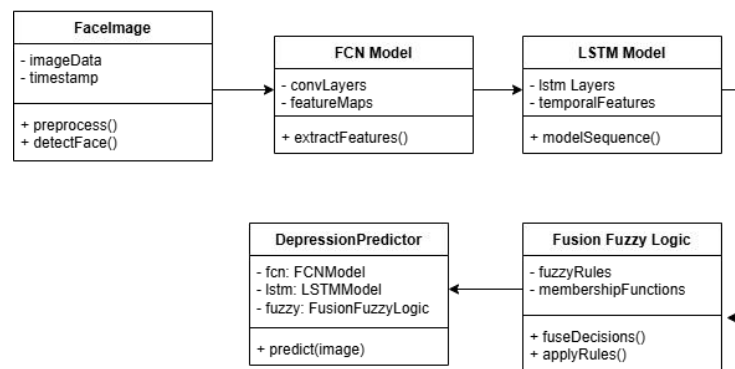 FaceImage
- imageData
- timestamp
+ preprocess()
+ detectFace()
FCN Model
- convLayers
- featureMaps
+ extractFeatures()
LSTM Model
- lstm Layers
- temporalFeatures
+ modelSequence()
DepressionPredictor
- fcn: FCNModel
- lstm: LSTMModel
- fuzzy: FusionFuzzyLogic
+ predict(image)
Fusion Fuzzy Logic
- fuzzyRules
- membershipFunctions
+ fuseDecisions()
+ applyRules()